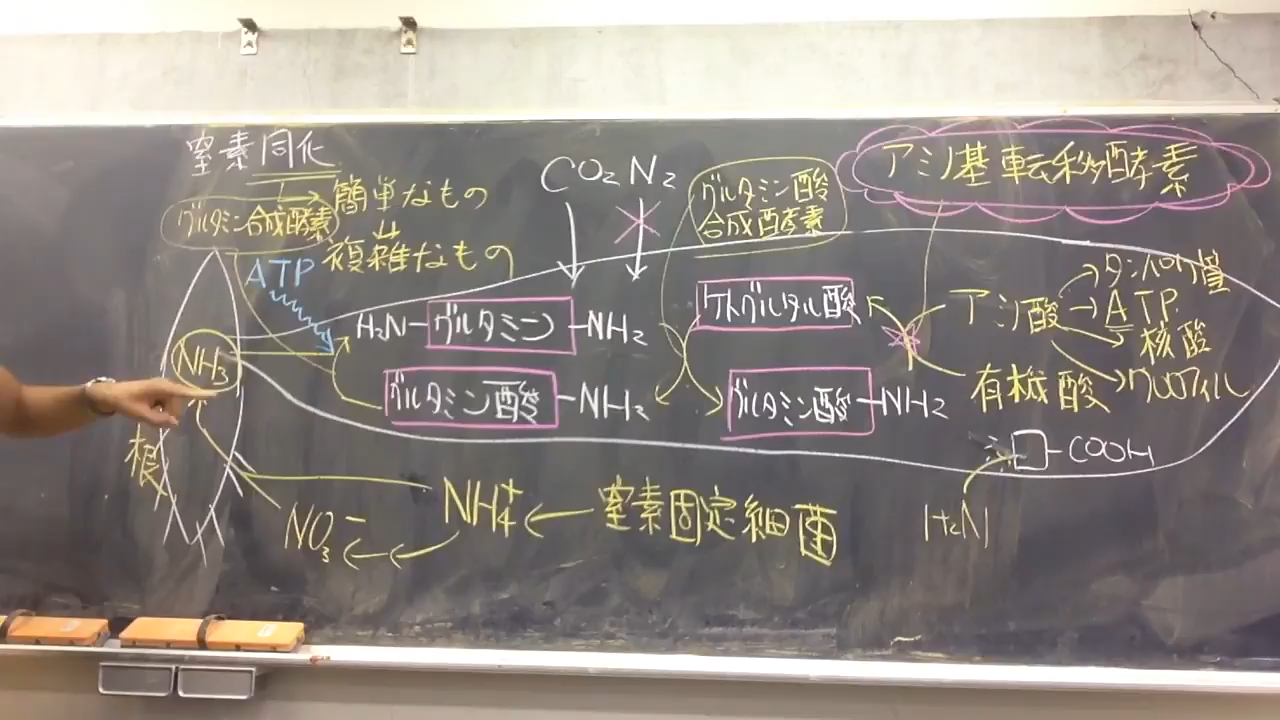 窒素同化
簡単なもの
複雑なもの
グルタミン合成酵素
ATP
CO2 N2
グルタミン酸
合成酵素
アミノ基転移酵素
H2N-グルタミン-NH2
グルタミン酸-NH2
ケトグルタル酸
グルタミン酸-NH2
アミノ酸
タンパク質
ATP
核酸
クロロフィル
有機酸
-COOH
H2N
NH3
根
NO3-
NH4+
窒素固定細菌